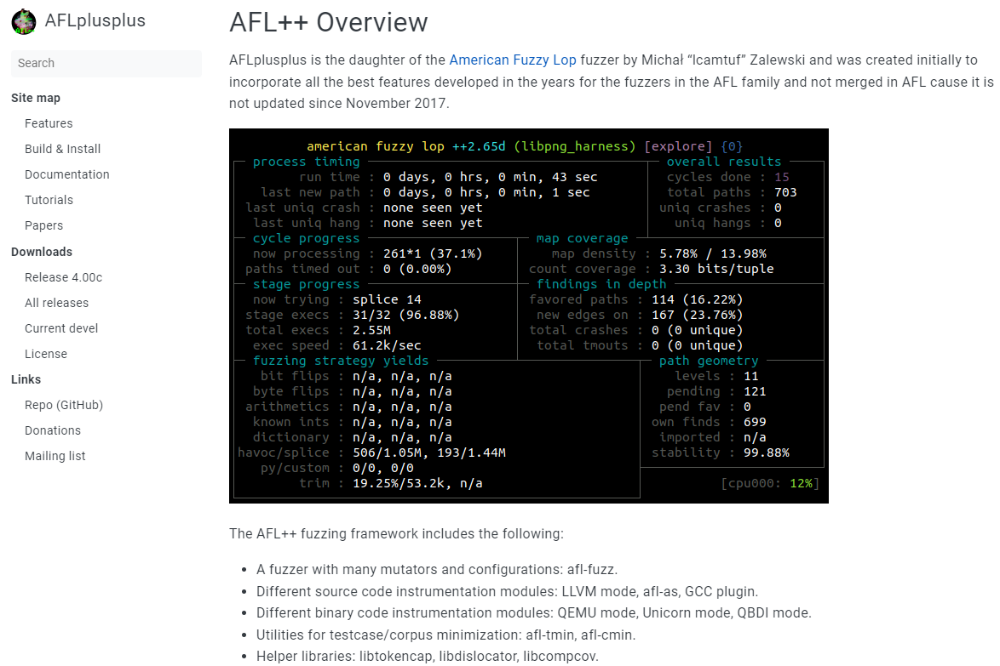 AFLplusplus
Search
Site map
Features
Build & Install
Documentation
Tutorials
Papers
Downloads
Release 4.00c
All releases
Current devel
License
Links
Repo (GitHub)
Donations
Mailing list
AFL++ Overview
AFLplusplus is the daughter of the American Fuzzy Lop fuzzer by Michał “lcamtuf” Zalewski and was created initially to
incorporate all the best features developed in the years for the fuzzers in the AFL family and not merged in AFL cause it is
not updated since November 2017.
american fuzzy lop ++2.65d (libpng_harness) [explore] {0}
process timing
run time : 0 days, 0 hrs, 0 min, 43 sec
last new path : 0 days, 0 hrs, 0 min, 1 sec
last uniq crash : none seen yet
last uniq hang : none seen yet
overall results
cycles done : 15
total paths : 703
uniq crashes : 0
uniq hangs : 0
cycle progress
now processing : 261*1 (37.1%)
paths timed out : 0 (0.00%)
map coverage
map density : 5.78% / 13.98%
count coverage : 3.30 bits/tuple
stage progress
now trying : splice 14
stage execs : 31/32 (96.88%)
total execs : 2.55M
exec speed : 61.2k/sec
findings in depth
favored paths : 114 (16.22%)
new edges on : 167 (23.76%)
total crashes : 0 (0 unique)
total tmouts : 0 (0 unique)
fuzzing strategy yields
bit flips : n/a, n/a, n/a
byte flips : n/a, n/a, n/a
arithmetics : n/a, n/a, n/a
known ints : n/a, n/a, n/a
dictionary : n/a, n/a, n/a
havoc/splice : 506/1.05M, 193/1.44M
py/custom : 0/0, 0/0
trim : 19.25%/53.2k, n/a
path geometry
levels : 11
pending : 121
pend fav : 0
own finds : 699
imported : n/a
stability : 99.88%
[cpu000: 12%]
The AFL++ fuzzing framework includes the following:
• A fuzzer with many mutators and configurations: afl-fuzz.
• Different source code instrumentation modules: LLVM mode, afl-as, GCC plugin.
• Different binary code instrumentation modules: QEMU mode, Unicorn mode, QBDI mode.
• Utilities for testcase/corpus minimization: afl-tmin, afl-cmin.
• Helper libraries: libtokencap, libdislocator, libcompcov.